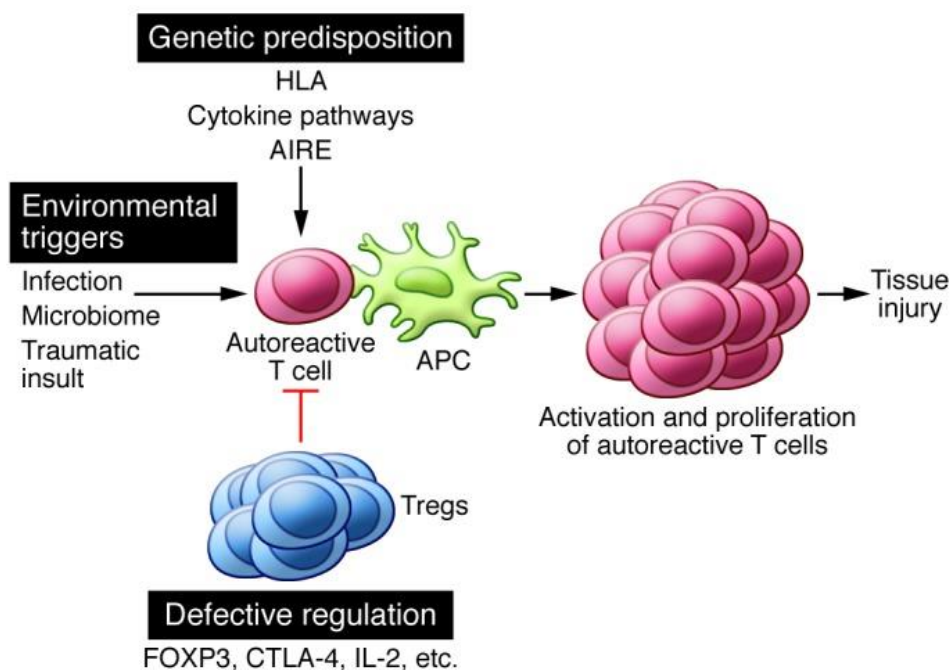 Genetic predisposition
HLA
Cytokine pathways
AIRE
Environmental
triggers
Infection
Microbiome
Traumatic
insult
Autoreactive
T cell
APC
Activation and proliferation
of autoreactive T cells
Tissue
injury
Tregs
Defective regulation
FOXP3, CTLA-4, IL-2, etc.